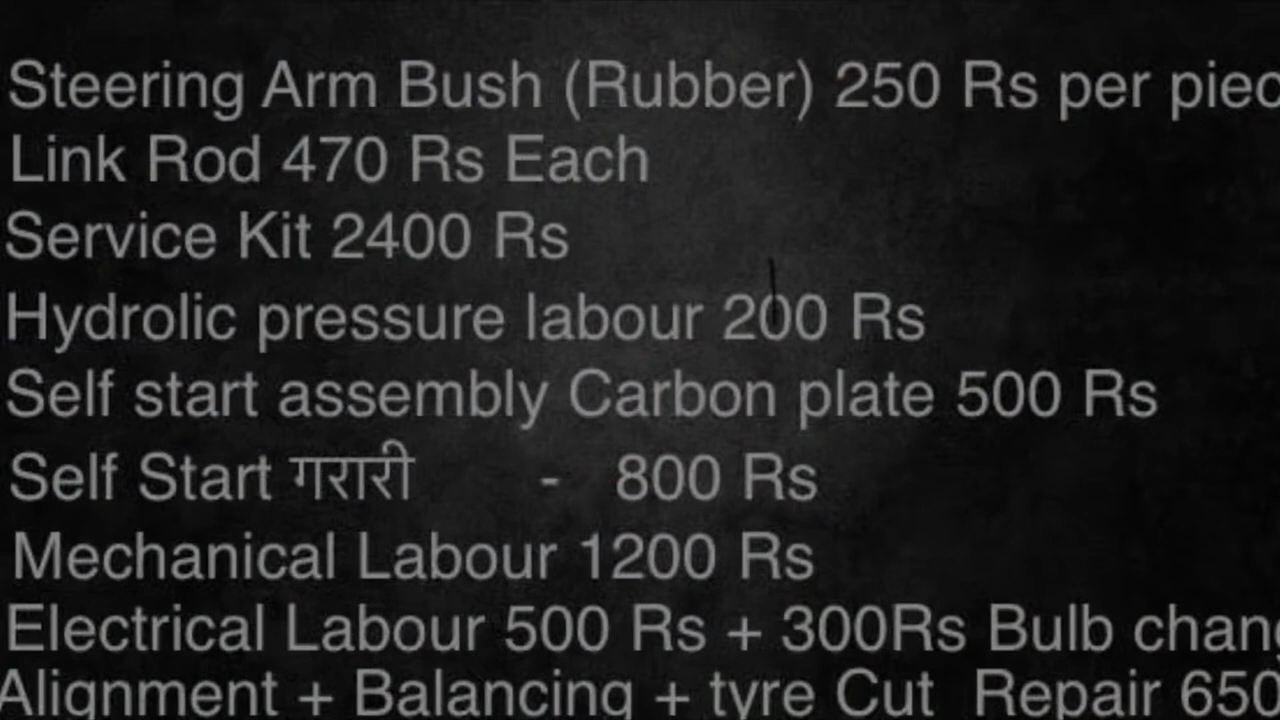 Steering Arm Bush (Rubber) 250 Rs per piec
Link Rod 470 Rs Each
Service Kit 2400 Rs
Hydrolic pressure labour 200 Rs
Self start assembly Carbon plate 500 Rs
Self Start गरारी - 800 Rs
Mechanical Labour 1200 Rs
Electrical Labour 500 Rs + 300Rs Bulb chang
Alignment + Balancing + tyre Cut Repair 650